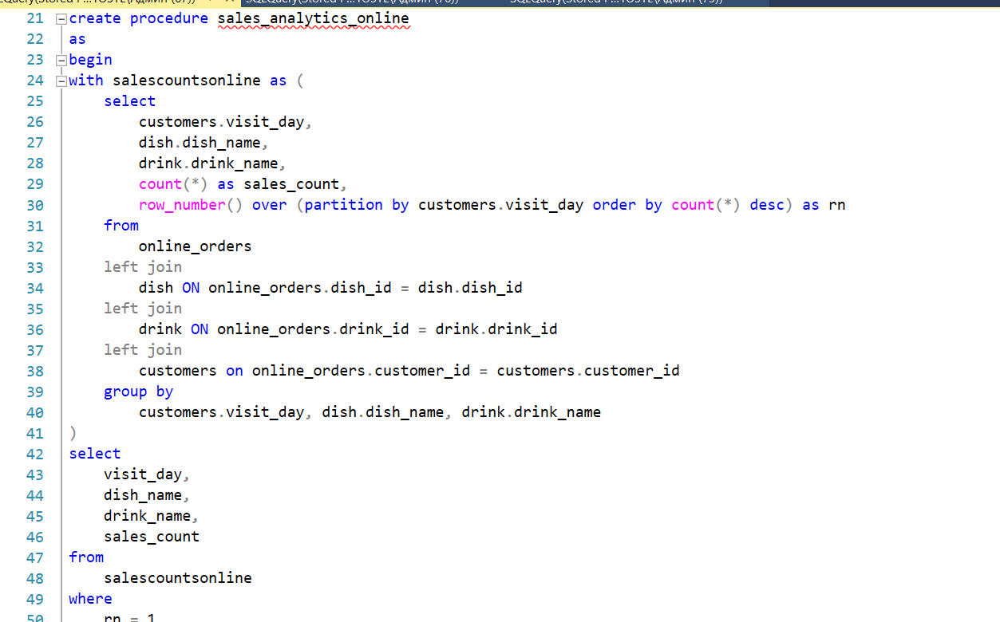 21 create procedure sales_analytics_online
22 as
23 begin
24 with salescountsonline as (
25 select
26 customers.visit_day,
27 dish.dish_name,
28 drink.drink_name,
29 count(*) as sales_count,
30 row_number() over (partition by customers.visit_day order by count(*) desc) as rn
31 from
32 online_orders
33 left join
34 dish ON online_orders.dish_id = dish.dish_id
35 left join
36 drink ON online_orders.drink_id = drink.drink_id
37 left join
38 customers on online_orders.customer_id = customers.customer_id
39 group by
40 customers.visit_day, dish.dish_name, drink.drink_name
41 )
42 select
43 visit_day,
44 dish_name,
45 drink_name,
46 sales_count
47 from
48 salescountsonline
49 where
50 rn = 1